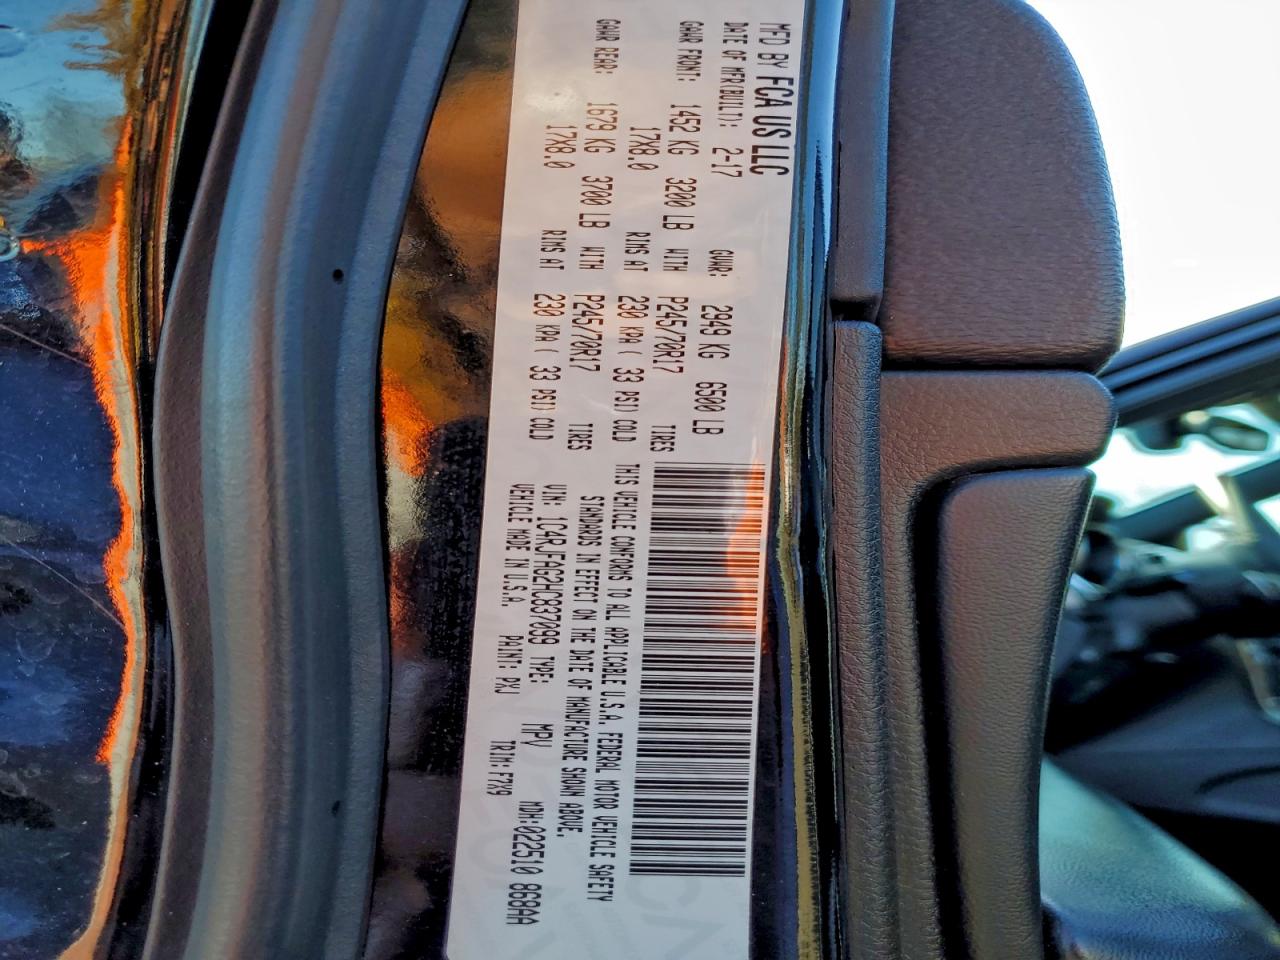 MFD BY FCA US LLC
DATE OF MFR(BUILT): 2-17 GVWR: 2949 KG 6500 LB
GAWR FRONT: 1452 KG 3200 LB WITH P245/70R17 TIRES
17X8.0 RIMS AT 230 KPA ( 33 PSI) COLD
GAWR REAR: 1679 KG 3700 LB WITH P245/70R17 TIRES
17X8.0 RIMS AT 230 KPA ( 33 PSI) COLD
THIS VEHICLE CONFORMS TO ALL APPLICABLE U.S.A. FEDERAL MOTOR VEHICLE SAFETY
STANDARDS IN EFFECT ON THE DATE OF MANUFACTURE SHOWN ABOVE.
VIN: 1C4RJFAG2HC837099 TYPE: MPV MDH:022510 868AA
VEHICLE MADE IN U.S.A. PAINT: PXJ TRIM: F7X9